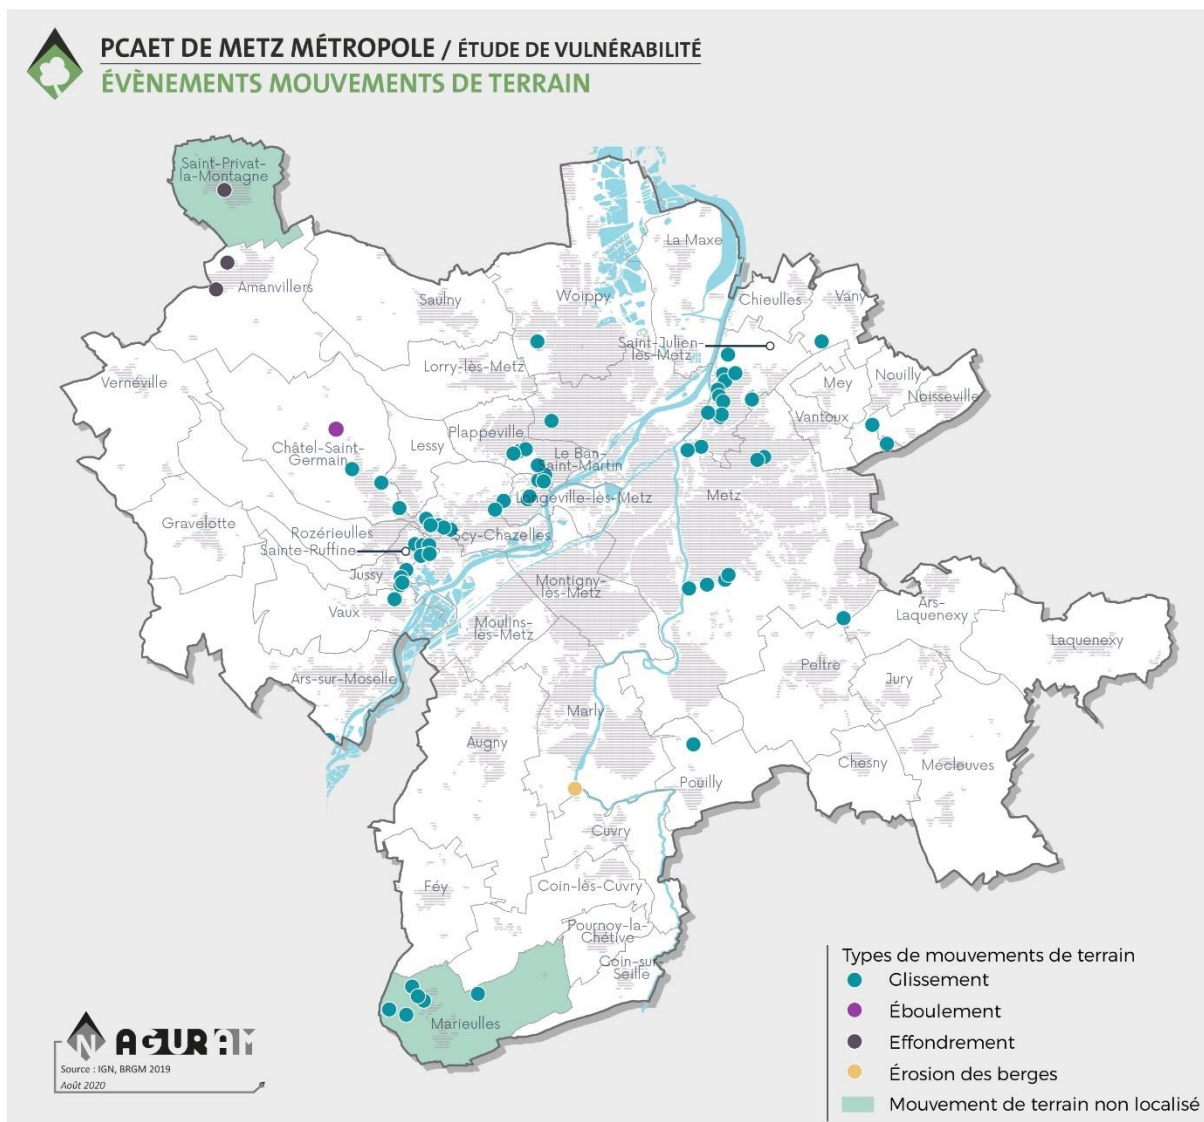 PCAET DE METZ MÉTROPOLE / ÉTUDE DE VULNÉRABILITÉ
ÉVÈNEMENTS MOUVEMENTS DE TERRAIN
Saint-Privat-
la-Montagne
La Maxe
Amanvillers
Saulny
Woippy
Chieulles
Vany
Saint-Julien-
lès-Metz
Lorry-lès-Metz
Vernéville
Mey
Nouilly
Noisseville
Vantoux
Plappeville
Lessy
Châtel-Saint-
Germain
Le Ban-
Saint-Martin
Longeville-lès-Metz
Metz
Gravelotte
Rozérieulles
Scy-Chazelles
Sainte-Ruffine
Jussy
Montigny-
lès-Metz
Vaux
Moulins-
lès-Metz
Ars-
Laquenexy
Laquenexy
Peltre
Jury
Ars-sur-Moselle
Marly
Augny
Pouilly
Chesny
Mécleuves
Cuvry
Féy
Coin-lès-Cuvry
Pournoy-la-
Chétive
Coin-sur-
Seille
Marieulles
Types de mouvements de terrain
Glissement
Éboulement
Effondrement
Érosion des berges
Mouvement de terrain non localisé
N AGURAM
Source : IGN, BRGM 2019
Août 2020